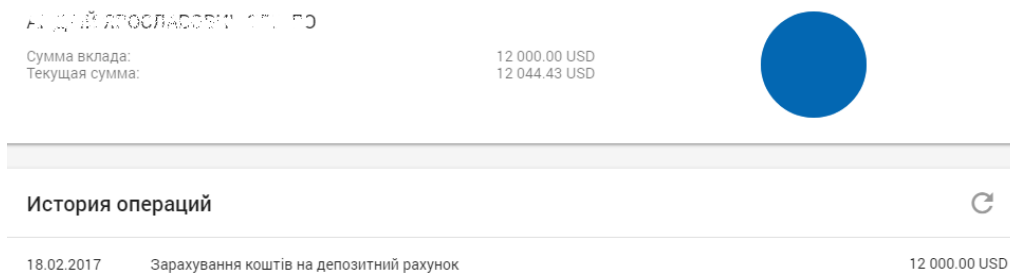 Сумма вклада: 12 000.00 USD
Текущая сумма: 12 044.43 USD
История операций
18.02.2017 Зарахування коштів на депозитний рахунок 12 000.00 USD